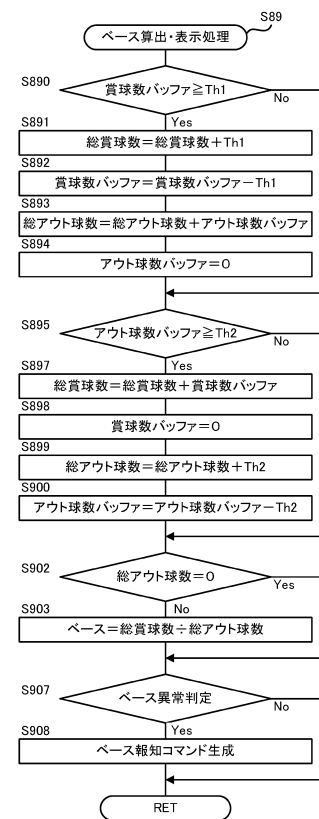 S89
ベース算出・表示処理
S890
賞球数バッファ≧Th1
No
Yes
S891
総賞球数=総賞球数+Th1
S892
賞球数バッファ=賞球数バッファーTh1
S893
総アウト球数=総アウト球数+アウト球数バッファ
S894
アウト球数バッファ=0
S895
アウト球数バッファ≧Th2
No
Yes
S897
総賞球数=総賞球数+賞球数バッファ
S898
賞球数バッファ=0
S899
総アウト球数=総アウト球数+Th2
S900
アウト球数バッファ=アウト球数バッファーTh2
S902
総アウト球数=0
Yes
No
S903
ベース=総賞球数÷総アウト球数
S907
ベース異常判定
No
Yes
S908
ベース報知コマンド生成
RET